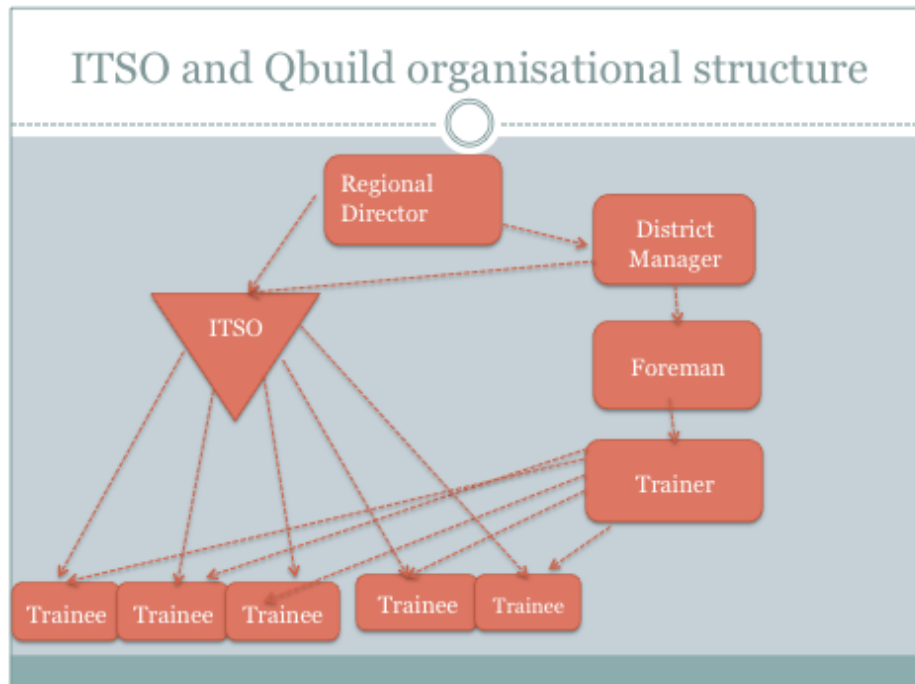 ITSO and Qbuild organisational structure
Regional
Director
District
Manager
ITSO
Foreman
Trainer
Trainee
Trainee
Trainee
Trainee
Trainee